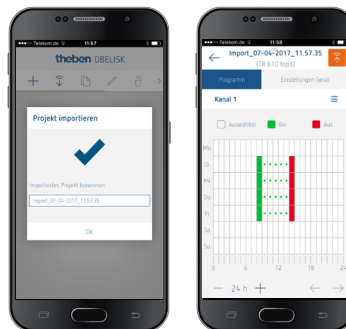 Telekom.de 11:57
theben OBELISK
Projekt importieren
Importiertes Projekt benennen:
Import_07-04-2017_11.57.35
OK
Telekom.de 11:58
Import_07-04-2017_11.57.35
[TR 610 top3]
Programm Einstellungen Gerät
Kanal 1
Auswählen Ein Aus
Mo
Di
Mi
Do
Fr
Sa
So
0 6 12 18 24
24 h